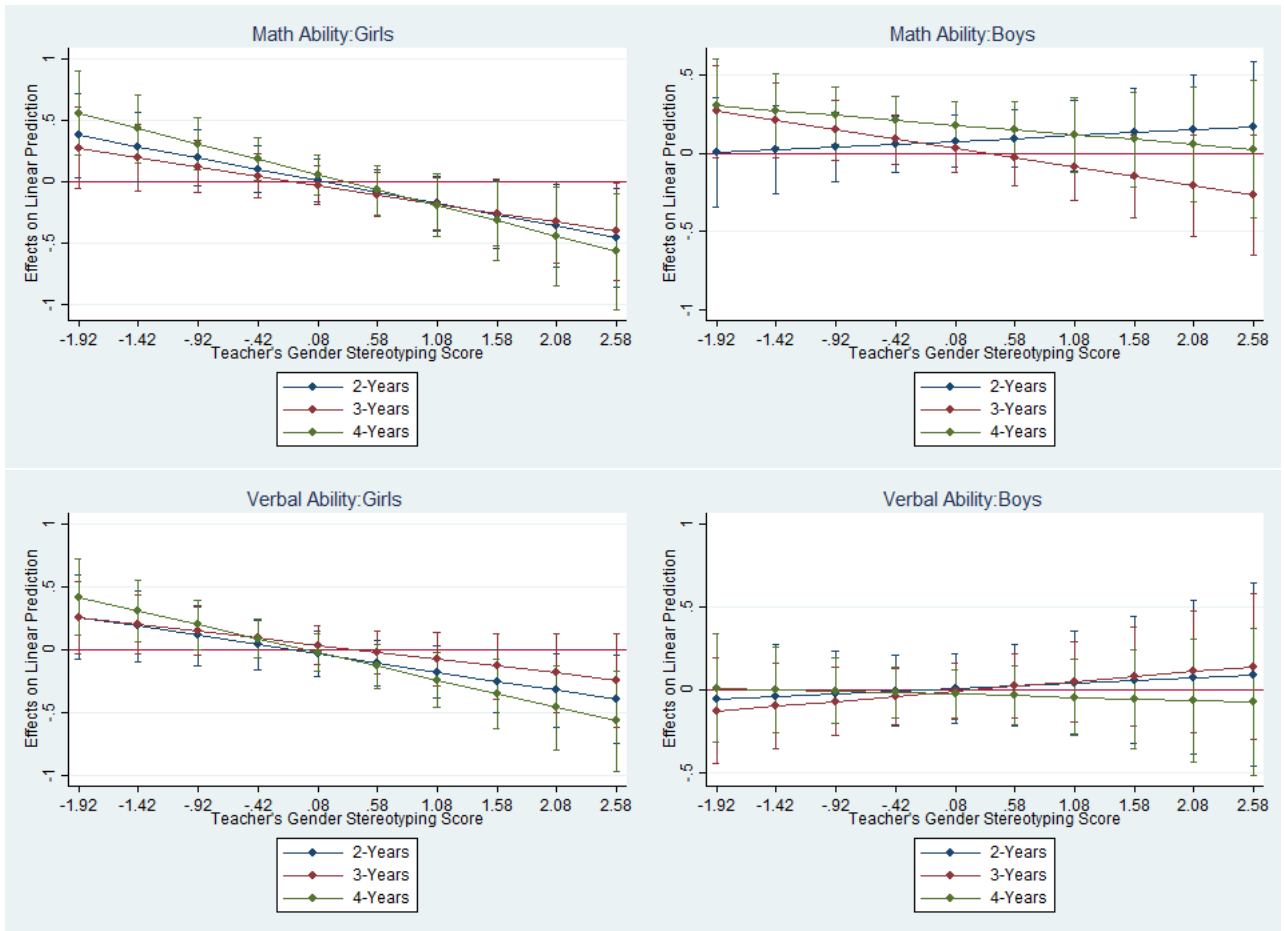 Math Ability:Girls
Effects on Linear Prediction
1
.5
0
-.5
-1
-1.92 -1.42 -.92 -.42 .08 .58 1.08 1.58 2.08 2.58
Teacher's Gender Stereotyping Score
2-Years
3-Years
4-Years
Math Ability:Boys
Effects on Linear Prediction
.5
0
-.5
-1
-1.92 -1.42 -.92 -.42 .08 .58 1.08 1.58 2.08 2.58
Teacher's Gender Stereotyping Score
2-Years
3-Years
4-Years
Verbal Ability:Girls
Effects on Linear Prediction
1
.5
0
-.5
-1
-1.92 -1.42 -.92 -.42 .08 .58 1.08 1.58 2.08 2.58
Teacher's Gender Stereotyping Score
2-Years
3-Years
4-Years
Verbal Ability:Boys
Effects on Linear Prediction
1
.5
0
-.5
-1.92 -1.42 -.92 -.42 .08 .58 1.08 1.58 2.08 2.58
Teacher's Gender Stereotyping Score
2-Years
3-Years
4-Years